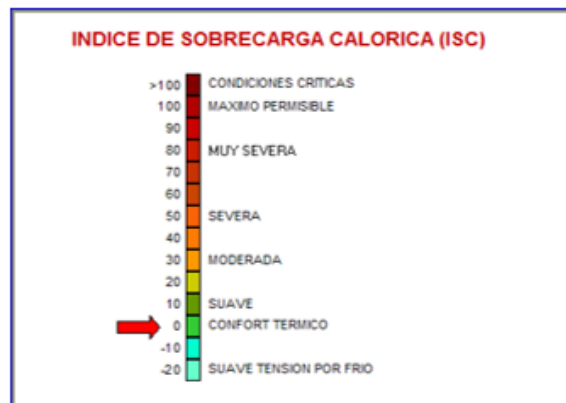 INDICE DE SOBRECARGA CALORICA (ISC)
>100 CONDICIONES CRITICAS
100 MAXIMO PERMISIBLE
90
80 MUY SEVERA
70
60
50 SEVERA
40
30 MODERADA
20
10 SUAVE
0 CONFORT TERMICO
-10
-20 SUAVE TENSION POR FRIO